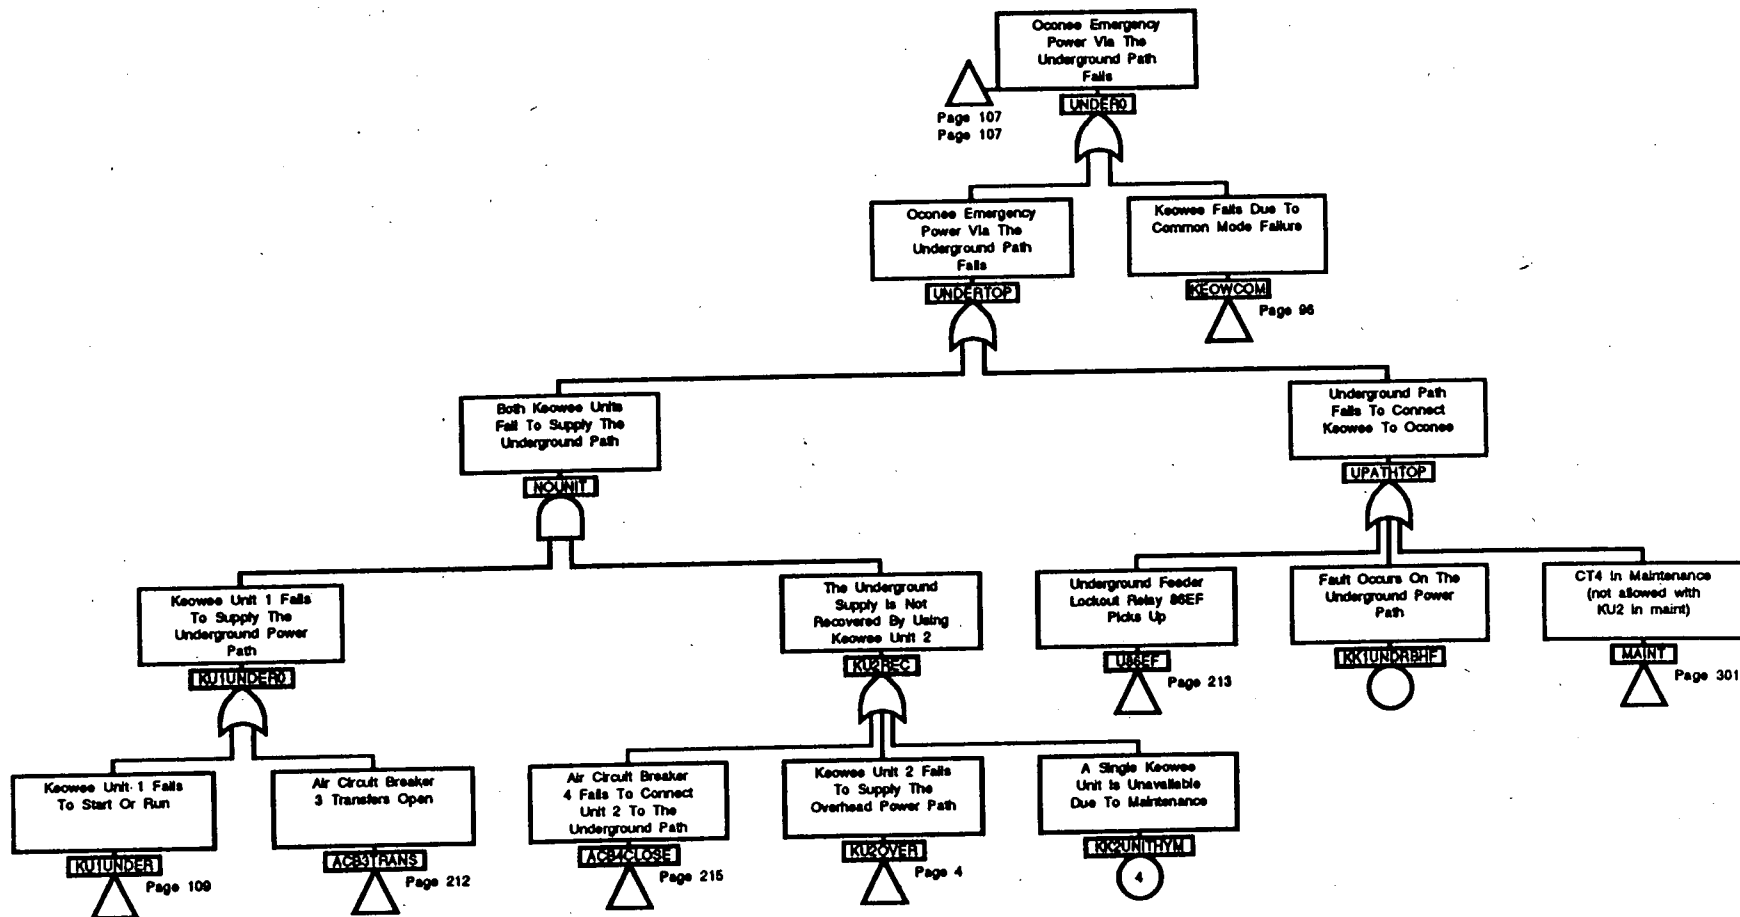 Oconee Emergency
Power Via The
Underground Path
Fails
UNDER0
Page 107
Page 107
Oconee Emergency
Power Via The
Underground Path
Fails
UNDERTOP
Keowee Fails Due To
Common Mode Failure
KEOWCOM
Page 96
Both Keowee Units
Fail To Supply The
Underground Path
NOUNIT
Underground Path
Fails To Connect
Keowee To Oconee
UPATHTOP
Keowee Unit 1 Fails
To Supply The
Underground Power
Path
KU1UNDER0
The Underground
Supply Is Not
Recovered By Using
Keowee Unit 2
KU2REC
Underground Feeder
Lockout Relay 86EF
Picks Up
U86EF
Page 213
Fault Occurs On The
Underground Power
Path
KK1UNDRBHF
CT4 In Maintenance
(not allowed with
KU2 in maint)
MAINT
Page 301
Keowee Unit 1 Fails
To Start Or Run
KU1UNDER
Page 109
Air Circuit Breaker
3 Transfers Open
ACB3TRANS
Page 212
Air Circuit Breaker
4 Fails To Connect
Unit 2 To The
Underground Path
ACB4CLOSE
Page 215
Keowee Unit 2 Fails
To Supply The
Overhead Power Path
KU2OVER
Page 4
A Single Keowee
Unit Is Unavailable
Due To Maintenance
KK2UNITHYM
4